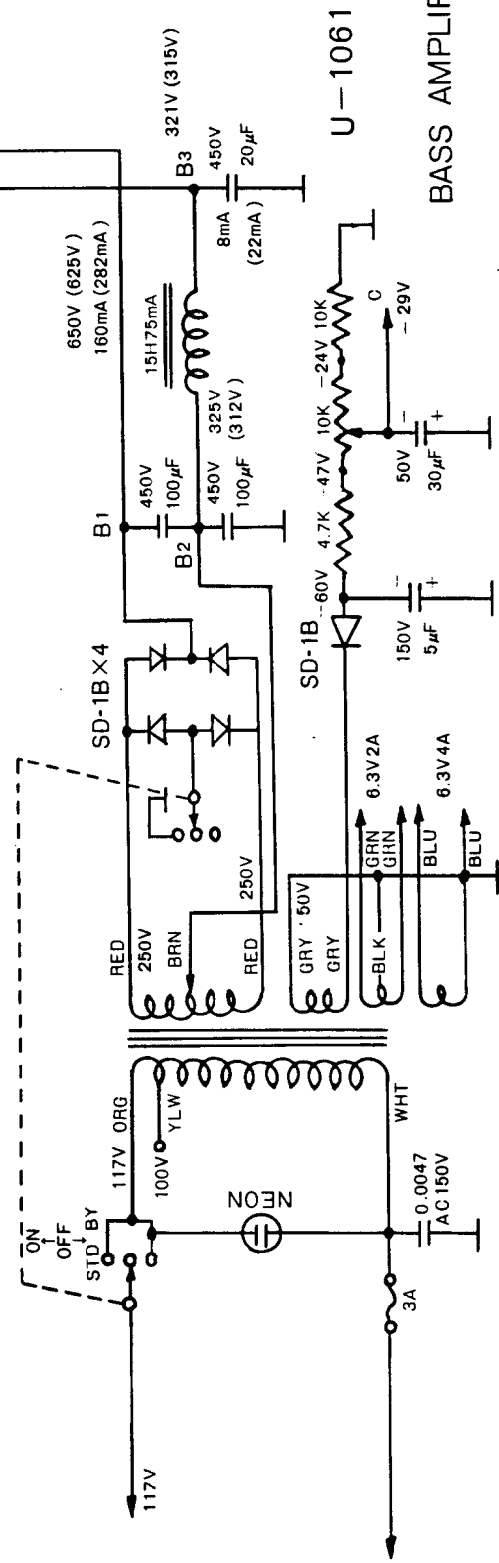 117V
ON
OFF
STD BY
117V ORG
100V
YLW
NEON
WHT
0.0047
AC150V
3A
RED
250V
BRN
250V
RED
SD-1B×4
GRY 50V
GRY
BLK
GRN
GRN
6.3V2A
BLU
6.3V4A
BLU
B1
450V
100μF
B2
450V
100μF
650V (625V)
160mA (282mA)
15H75mA
325V
(312V)
B3
321V (315V)
450V
20μF
8mA
(22mA)
SD-1B
-60V
4.7K
-47V
10K
-24V
10K
150V
5μF
- +
50V
30μF
- +
C
-29V
U-1061
BASS AMPLIF